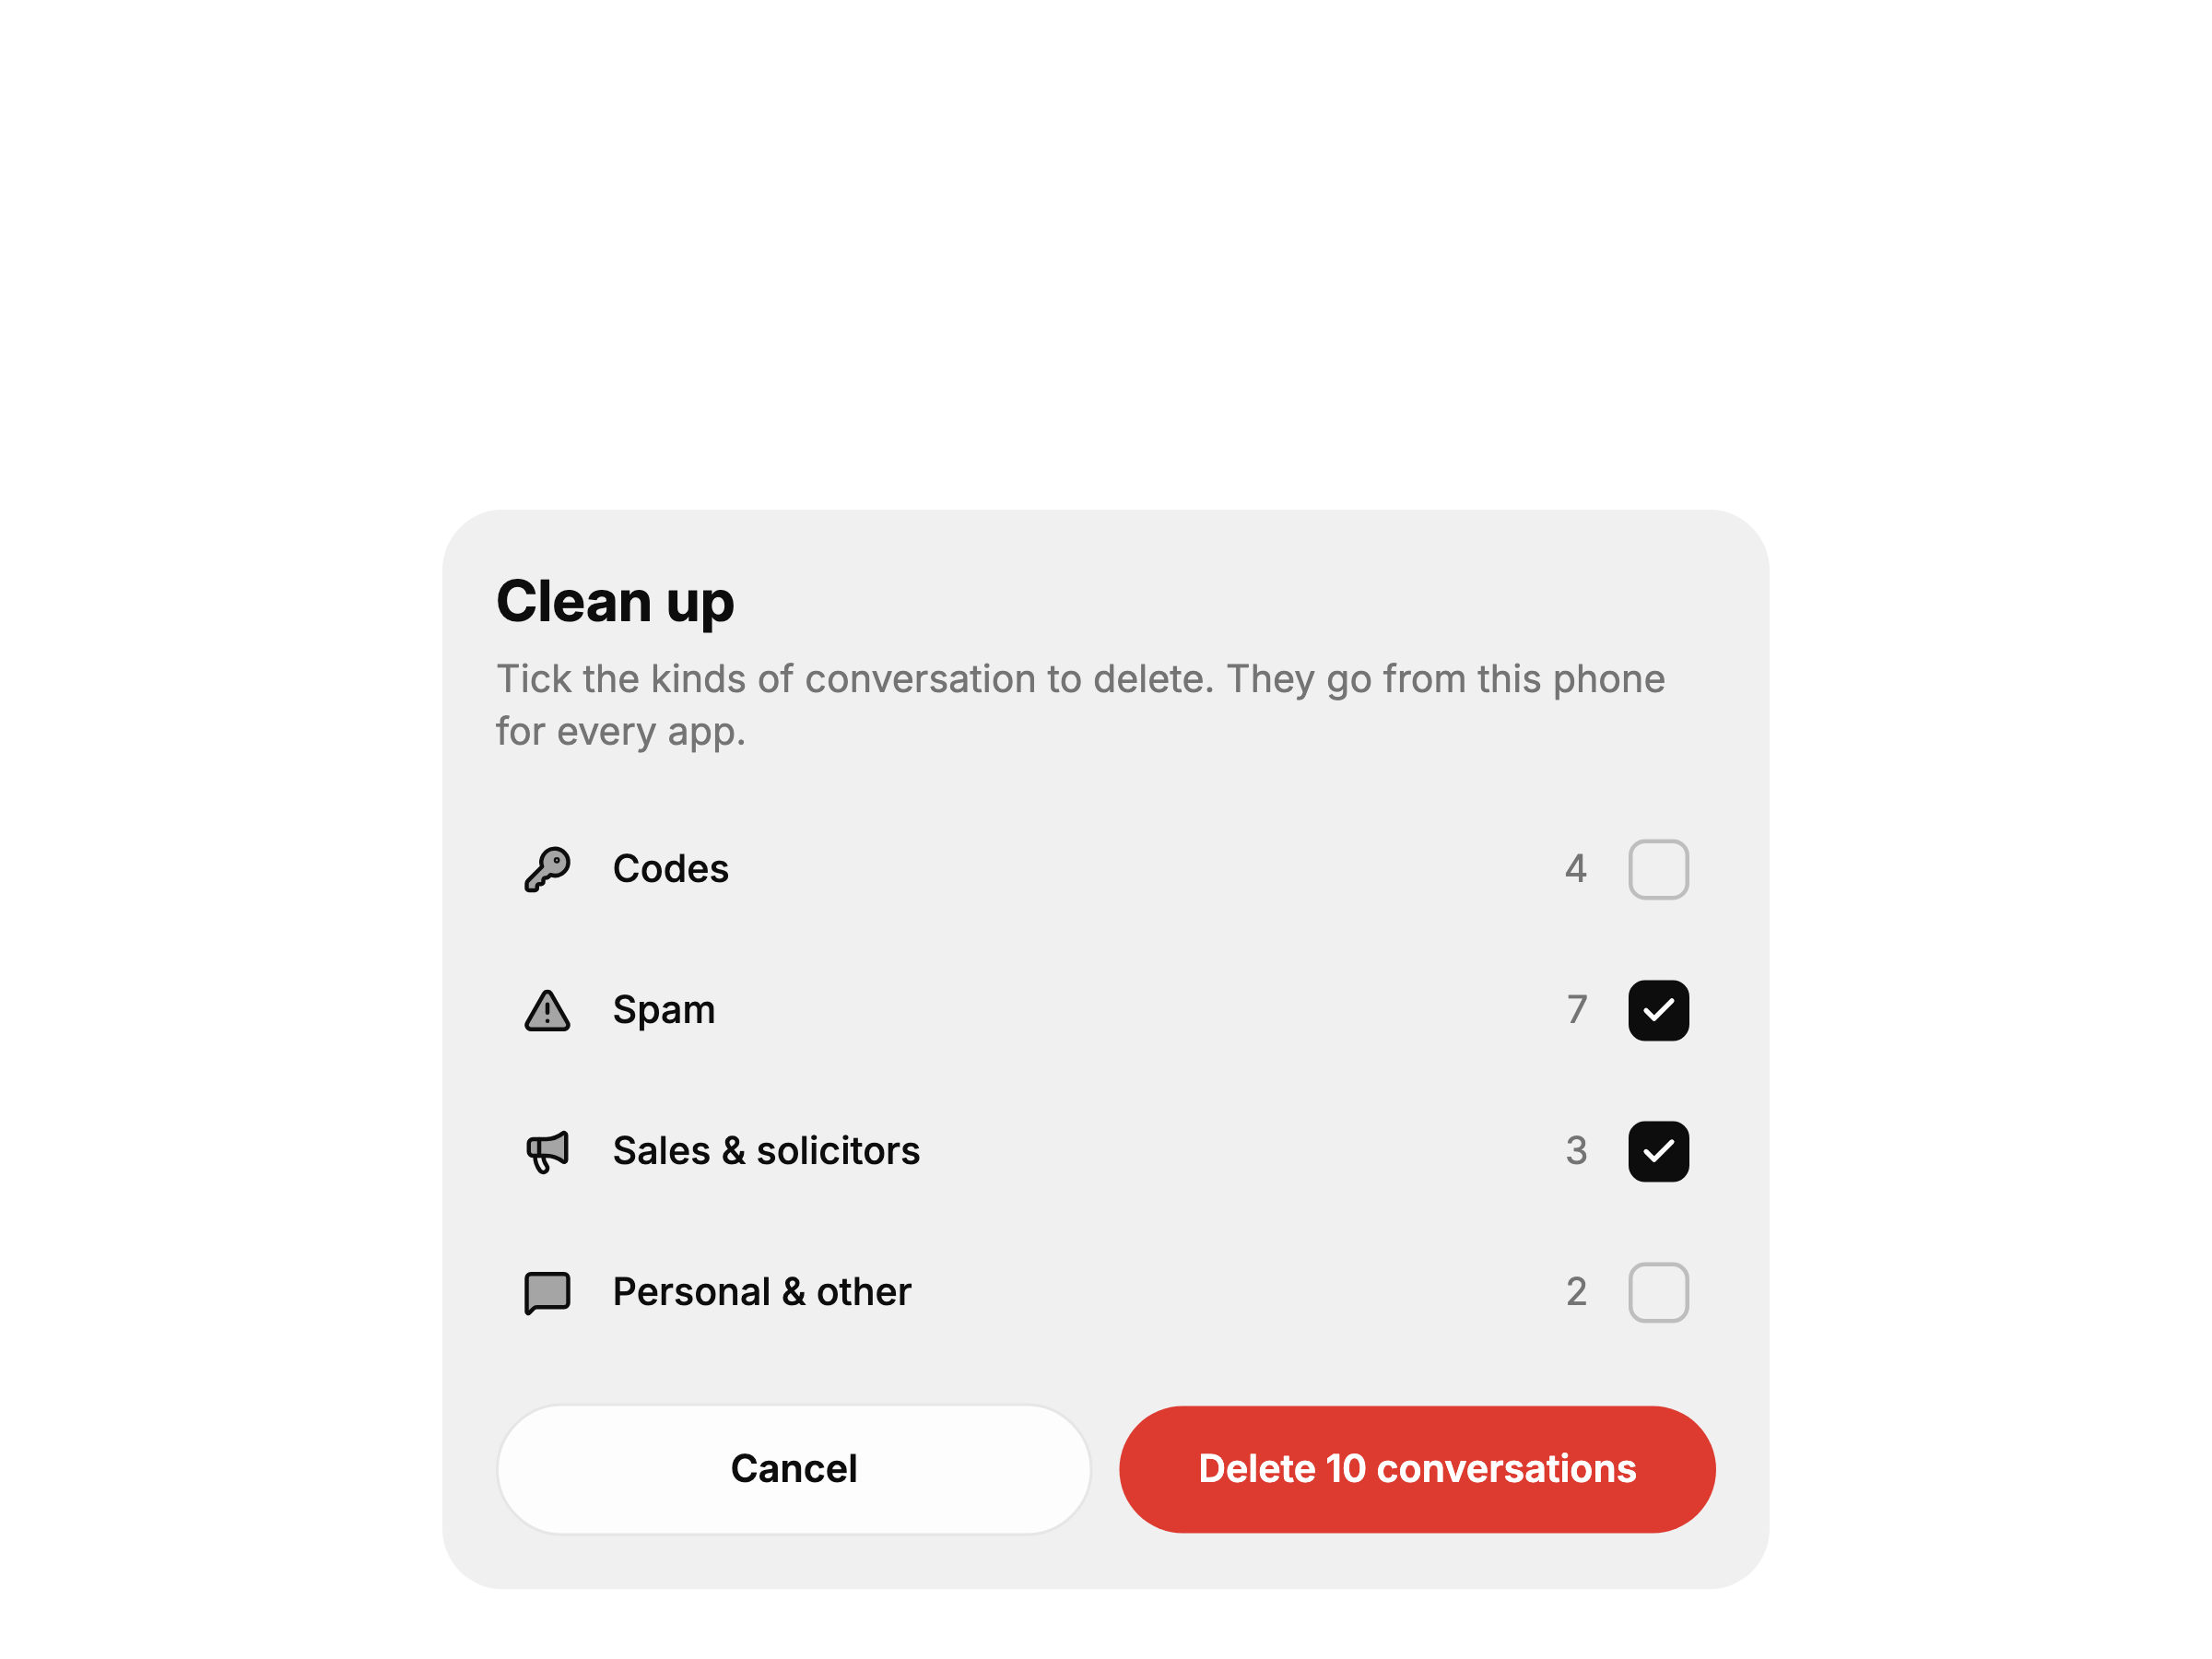 Clean up
Tick the kinds of conversation to delete. They go from this phone
for every app.
Codes 4
Spam 7
Sales & solicitors 3
Personal & other 2
Cancel Delete 10 conversations